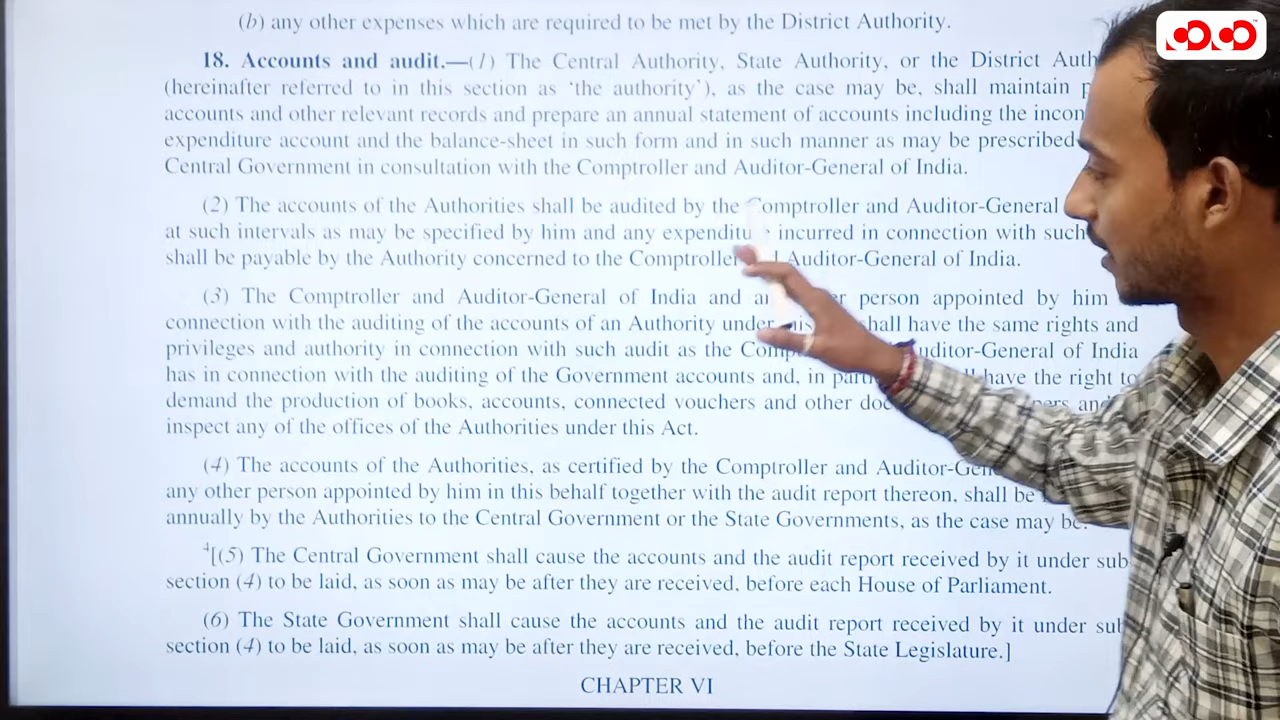 (b) any other expenses which are required to be met by the District Authority.
18. Accounts and audit.—(1) The Central Authority, State Authority, or the District
(hereinafter referred to in this section as 'the authority'), as the case may be, shall maintain
accounts and other relevant records and prepare an annual statement of accounts including the
expenditure account and the balance-sheet in such form and in such manner as may be prescribed
Central Government in consultation with the Comptroller and Auditor-General of India.
(2) The accounts of the Authorities shall be audited by the Comptroller and Auditor-General
at such intervals as may be specified by him and any incurred in connection with such
shall be payable by the Authority concerned to the Comptroller Auditor-General of India.
(3) The Comptroller and Auditor-General of India and person appointed by him
connection with the auditing of the accounts of an Authority under shall have the same rights and
privileges and authority in connection with such audit as the Auditor-General of India
has in connection with the auditing of the Government accounts and, in have the right to
demand the production of books, accounts, connected vouchers and other
inspect any of the offices of the Authorities under this Act.
(4) The accounts of the Authorities, as certified by the Comptroller and
any other person appointed by him in this behalf together with the audit report thereon, shall be
annually by the Authorities to the Central Government or the State Governments, as the case may be.
4[(5) The Central Government shall cause the accounts and the audit report received by it under sub
section (4) to be laid, as soon as may be after they are received, before each House of Parliament.
(6) The State Government shall cause the accounts and the audit report received by it under sub
section (4) to be laid, as soon as may be after they are received, before the State Legislature.]
CHAPTER VI